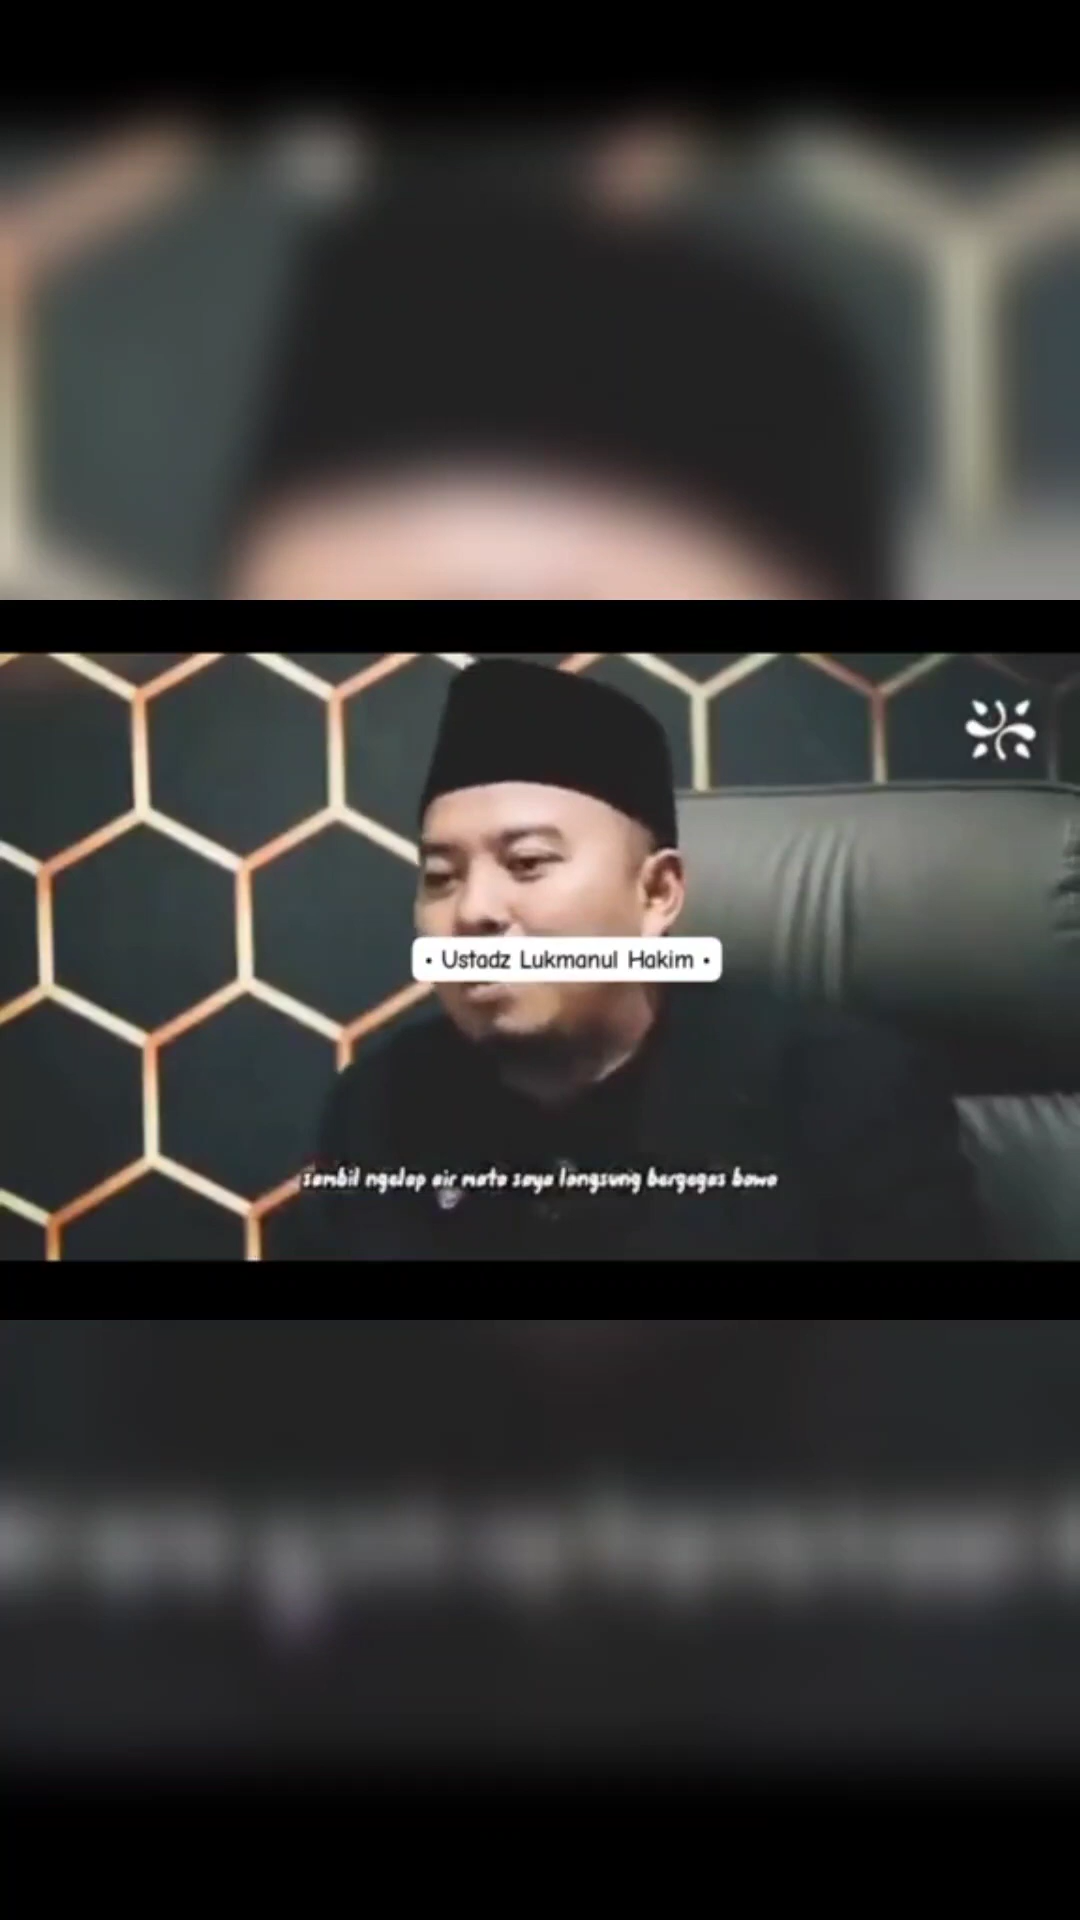 • Ustadz Lukmanul Hakim •
sambil ngelap air mata saya langsung bergegas bawa